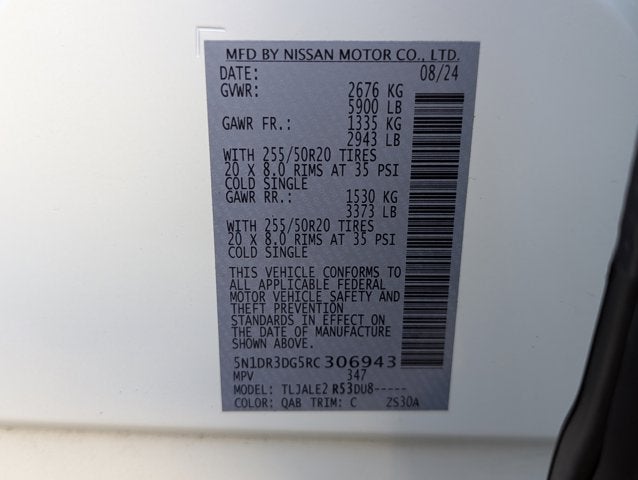 MFD BY NISSAN MOTOR CO., LTD.
DATE: 08/24
GVWR: 2676 KG
5900 LB
GAWR FR.: 1335 KG
2943 LB
WITH 255/50R20 TIRES
20 X 8.0 RIMS AT 35 PSI
COLD SINGLE
GAWR RR.: 1530 KG
3373 LB
WITH 255/50R20 TIRES
20 X 8.0 RIMS AT 35 PSI
COLD SINGLE
THIS VEHICLE CONFORMS TO
ALL APPLICABLE FEDERAL
MOTOR VEHICLE SAFETY AND
THEFT PREVENTION
STANDARDS IN EFFECT ON
THE DATE OF MANUFACTURE
SHOWN ABOVE.
5N1DR3DG5RC306943
MPV 347
MODEL: TLJALE2 R53DU8-----
COLOR: QAB TRIM: C ZS30A